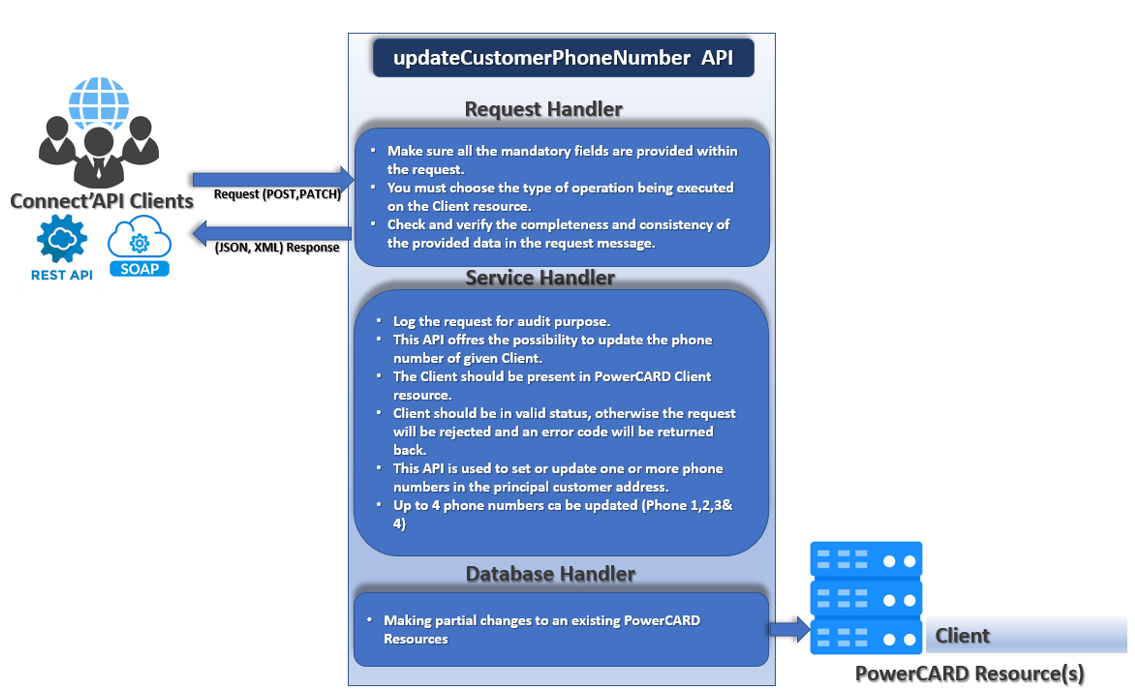 updateCustomerPhoneNumber API
Request Handler
• Make sure all the mandatory fields are provided within
the request.
• You must choose the type of operation being executed
on the Client resource.
• Check and verify the completeness and consistency of
the provided data in the request message.
Connect'API Clients
REST API
SOAP
Request (POST,PATCH)
(JSON, XML) Response
Service Handler
• Log the request for audit purpose.
• This API offres the possibility to update the phone
number of given Client.
• The Client should be present in PowerCARD Client
resource.
• Client should be in valid status, otherwise the request
will be rejected and an error code will be returned
back.
• This API is used to set or update one or more phone
numbers in the principal customer address.
• Up to 4 phone numbers ca be updated (Phone 1,2,3&
4)
Database Handler
• Making partial changes to an existing PowerCARD
Resources
Client
PowerCARD Resource(s)